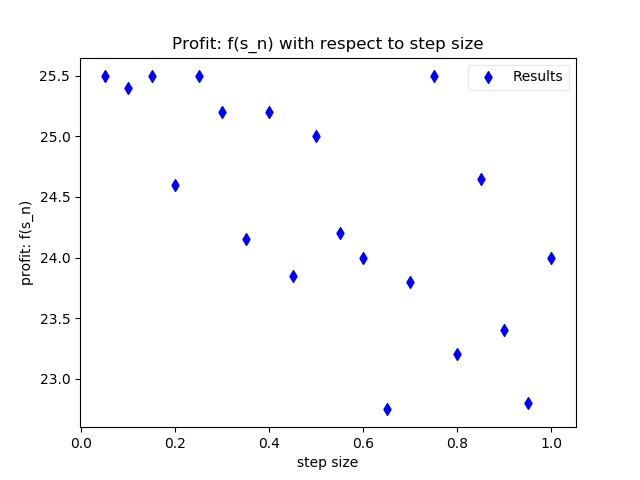 Profit: f(s_n) with respect to step size
Results
25.5
25.0
24.5
24.0
23.5
23.0
profit: f(s_n)
0.0 0.2 0.4 0.6 0.8 1.0
step size